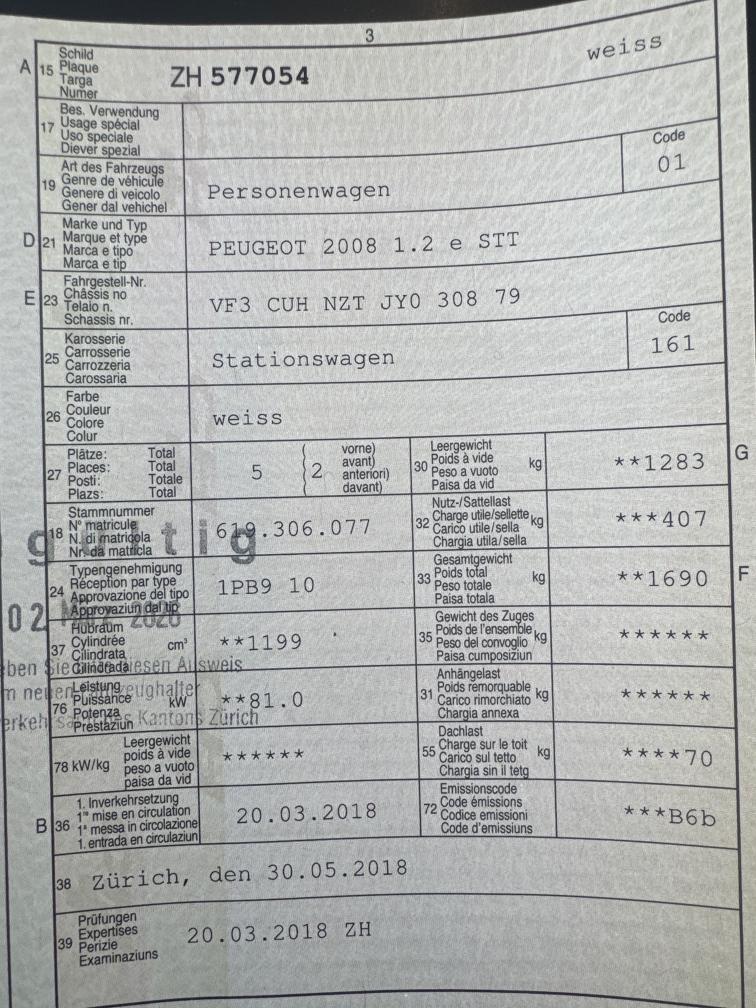 3
A 15 Schild
Plaque
Targa
Numer
ZH 577054
weiss
17 Bes. Verwendung
Usage spécial
Uso speciale
Diever spezial
19 Art des Fahrzeugs
Genre de véhicule
Genere di veicolo
Gener dal vehichel
Personenwagen
Code
01
D 21 Marke und Typ
Marque et type
Marca e tipo
Marca e tip
PEUGEOT 2008 1.2 e STT
E 23 Fahrgestell-Nr.
Châssis no
Telaio n.
Schassis nr.
VF3 CUH NZT JY0 308 79
25 Karosserie
Carrosserie
Carrozzeria
Carossaria
Stationswagen
Code
161
26 Farbe
Couleur
Colore
Colur
weiss
27 Plätze: Total
Places: Total
Posti: Totale
Plazs: Total
5
2
vorne)
avant)
anteriori)
davant)
30 Leergewicht
Poids à vide
Peso a vuoto
Paisa da vid
kg
**1283
G
18 Stammnummer
N° matricule
N. di matricola
Nr. da matricla
619.306.077
32 Nutz-/Sattellast
Charge utile/sellette
Carico utile/sella
Chargia utila/sella
kg
***407
24 Typengenehmigung
Réception par type
Approvazione del tipo
Approvaziun dal tip
1PB9 10
33 Gesamtgewicht
Poids total
Peso totale
Paisa totala
kg
**1690
F
37 Hubraum
Cylindrée
Cilindrata
Cilindrada
cm³
**1199
35 Gewicht des Zuges
Poids de l'ensemble
Peso del convoglio
Paisa cumposiziun
kg
******
76 Leistung
Puissance
Potenza
Prestaziun
kW
**81.0
31 Anhängelast
Poids remorquable
Carico rimorchiato
Chargia annexa
kg
******
78 kW/kg Leergewicht
poids à vide
peso a vuoto
paisa da vid
******
55 Dachlast
Charge sur le toit
Carico sul tetto
Chargia sin il tetg
kg
****70
B 36 1. Inverkehrsetzung
1re mise en circulation
1a messa in circolazione
1. entrada en circulaziun
20.03.2018
72 Emissionscode
Code émissions
Codice emissioni
Code d'emissiuns
***B6b
38 Zürich, den 30.05.2018
39 Prüfungen
Expertises
Perizie
Examinaziuns
20.03.2018 ZH
02
2020
diesen Ausweis
Kantons Zürich